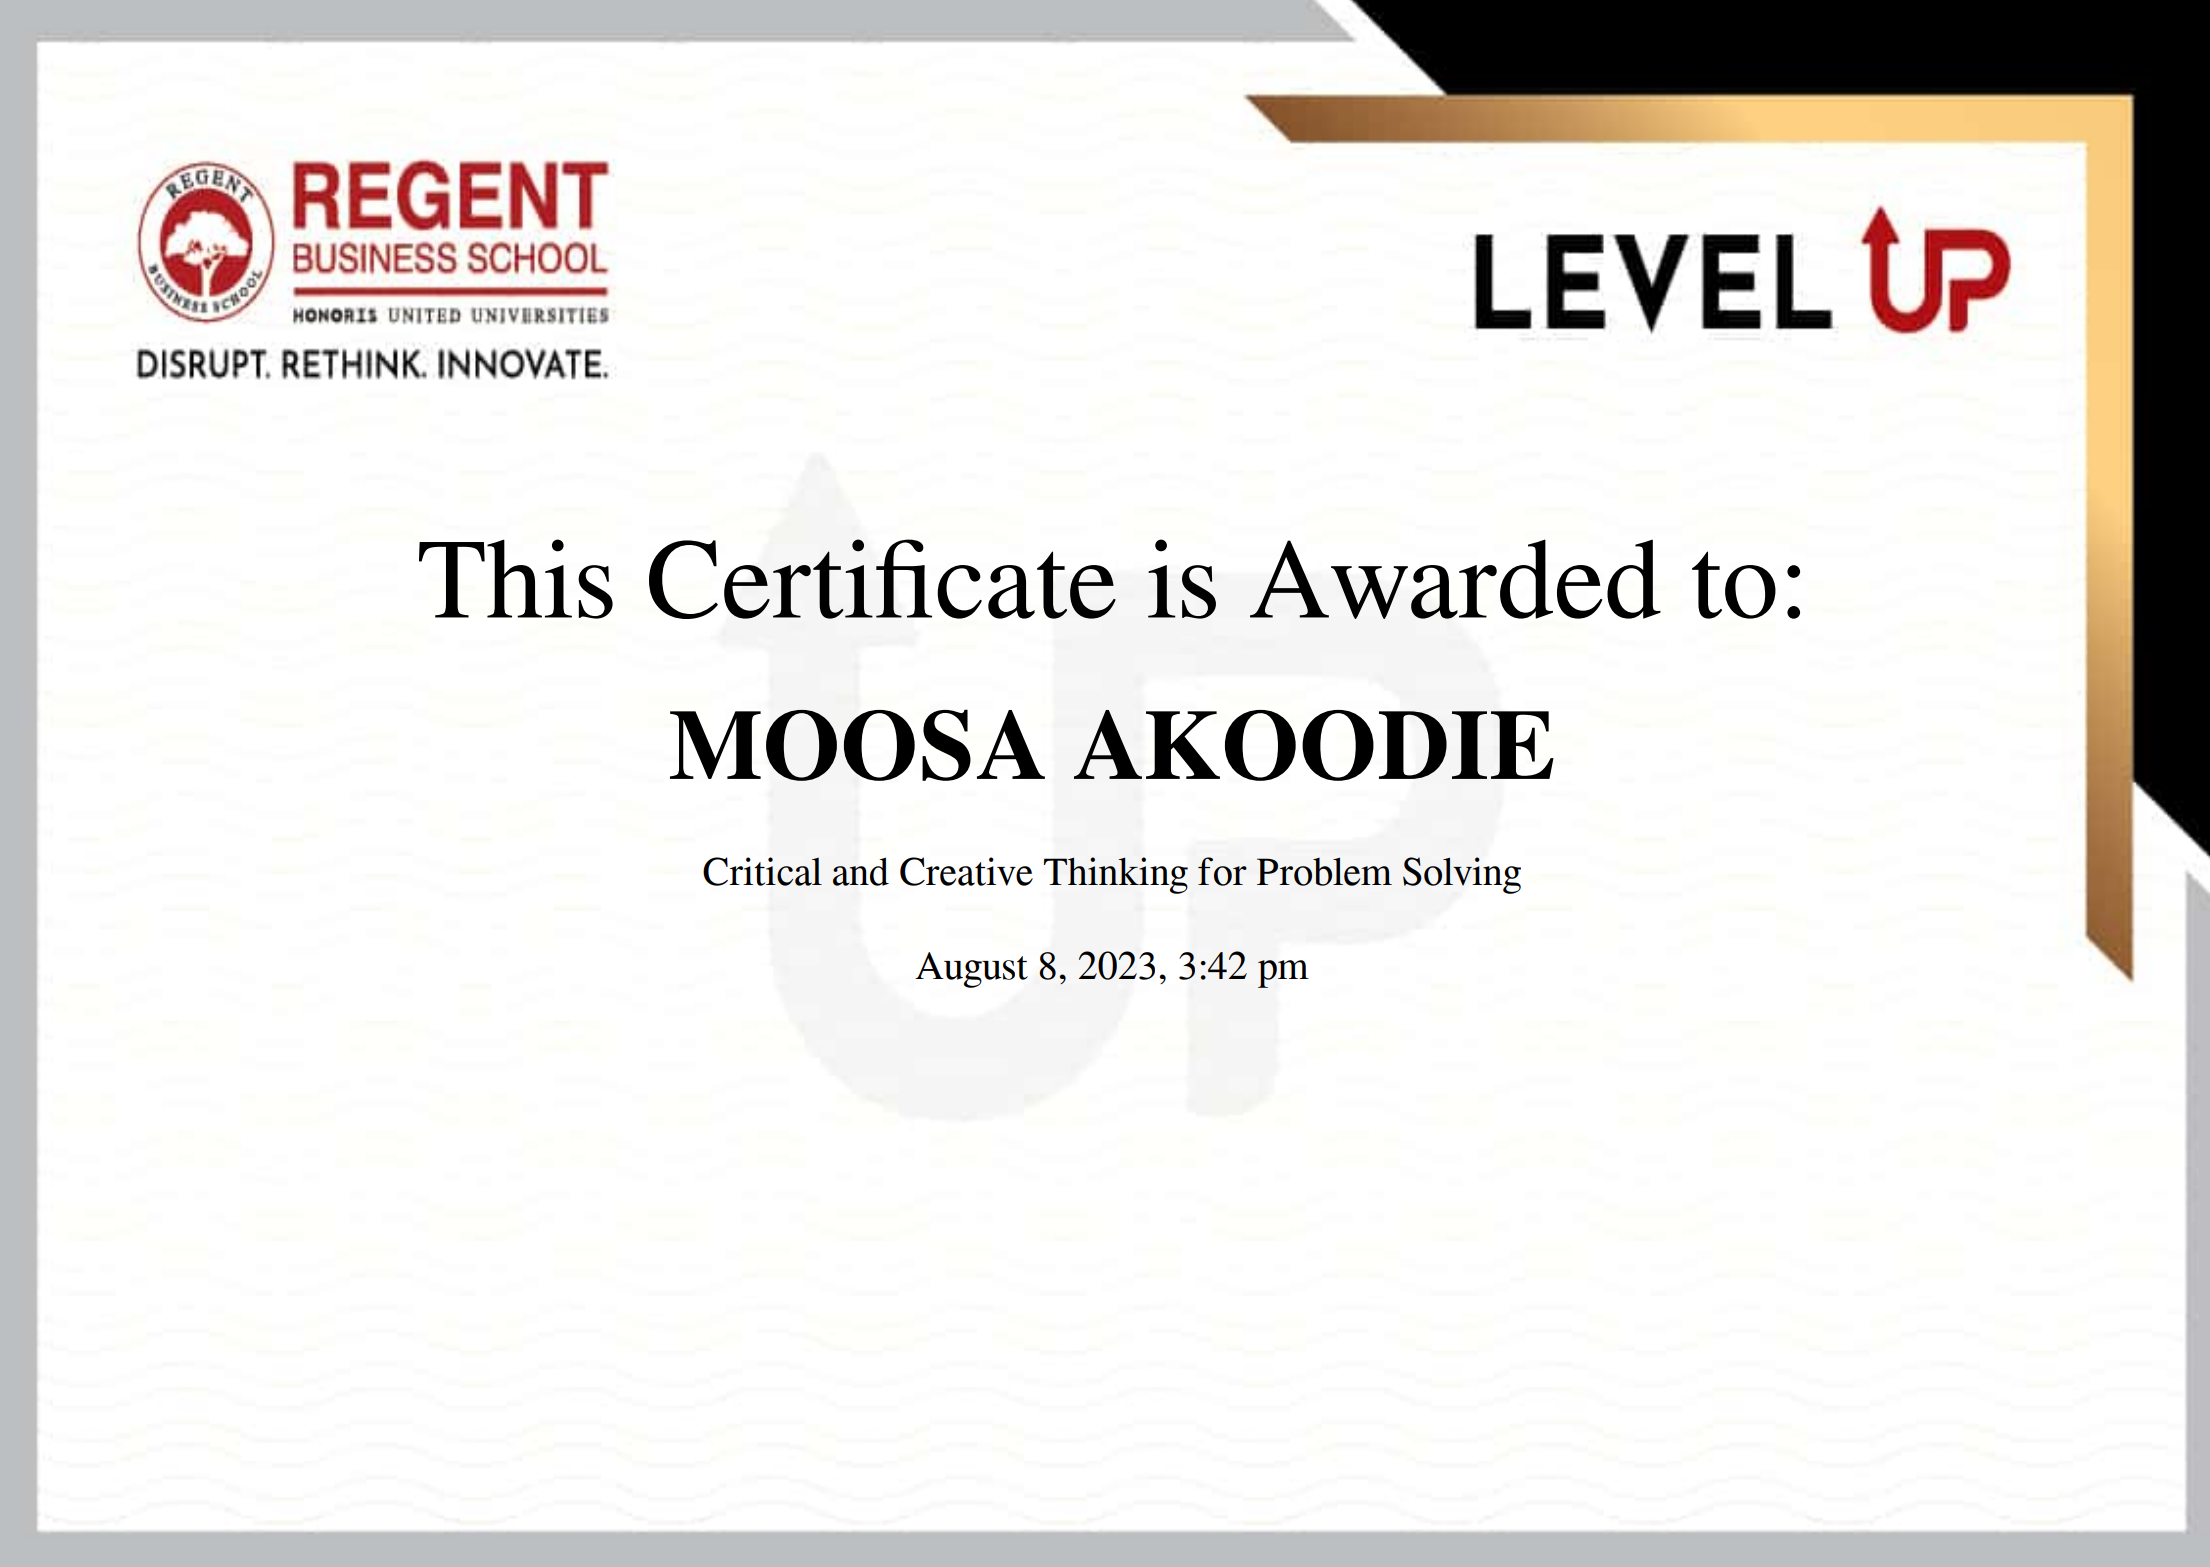 REGENT
BUSINESS SCHOOL
REGENT
BUSINESS SCHOOL
HONORIS UNITED UNIVERSITIES
DISRUPT. RETHINK. INNOVATE.
LEVEL UP
This Certificate is Awarded to:
MOOSA AKOODIE
Critical and Creative Thinking for Problem Solving
August 8, 2023, 3:42 pm
UP